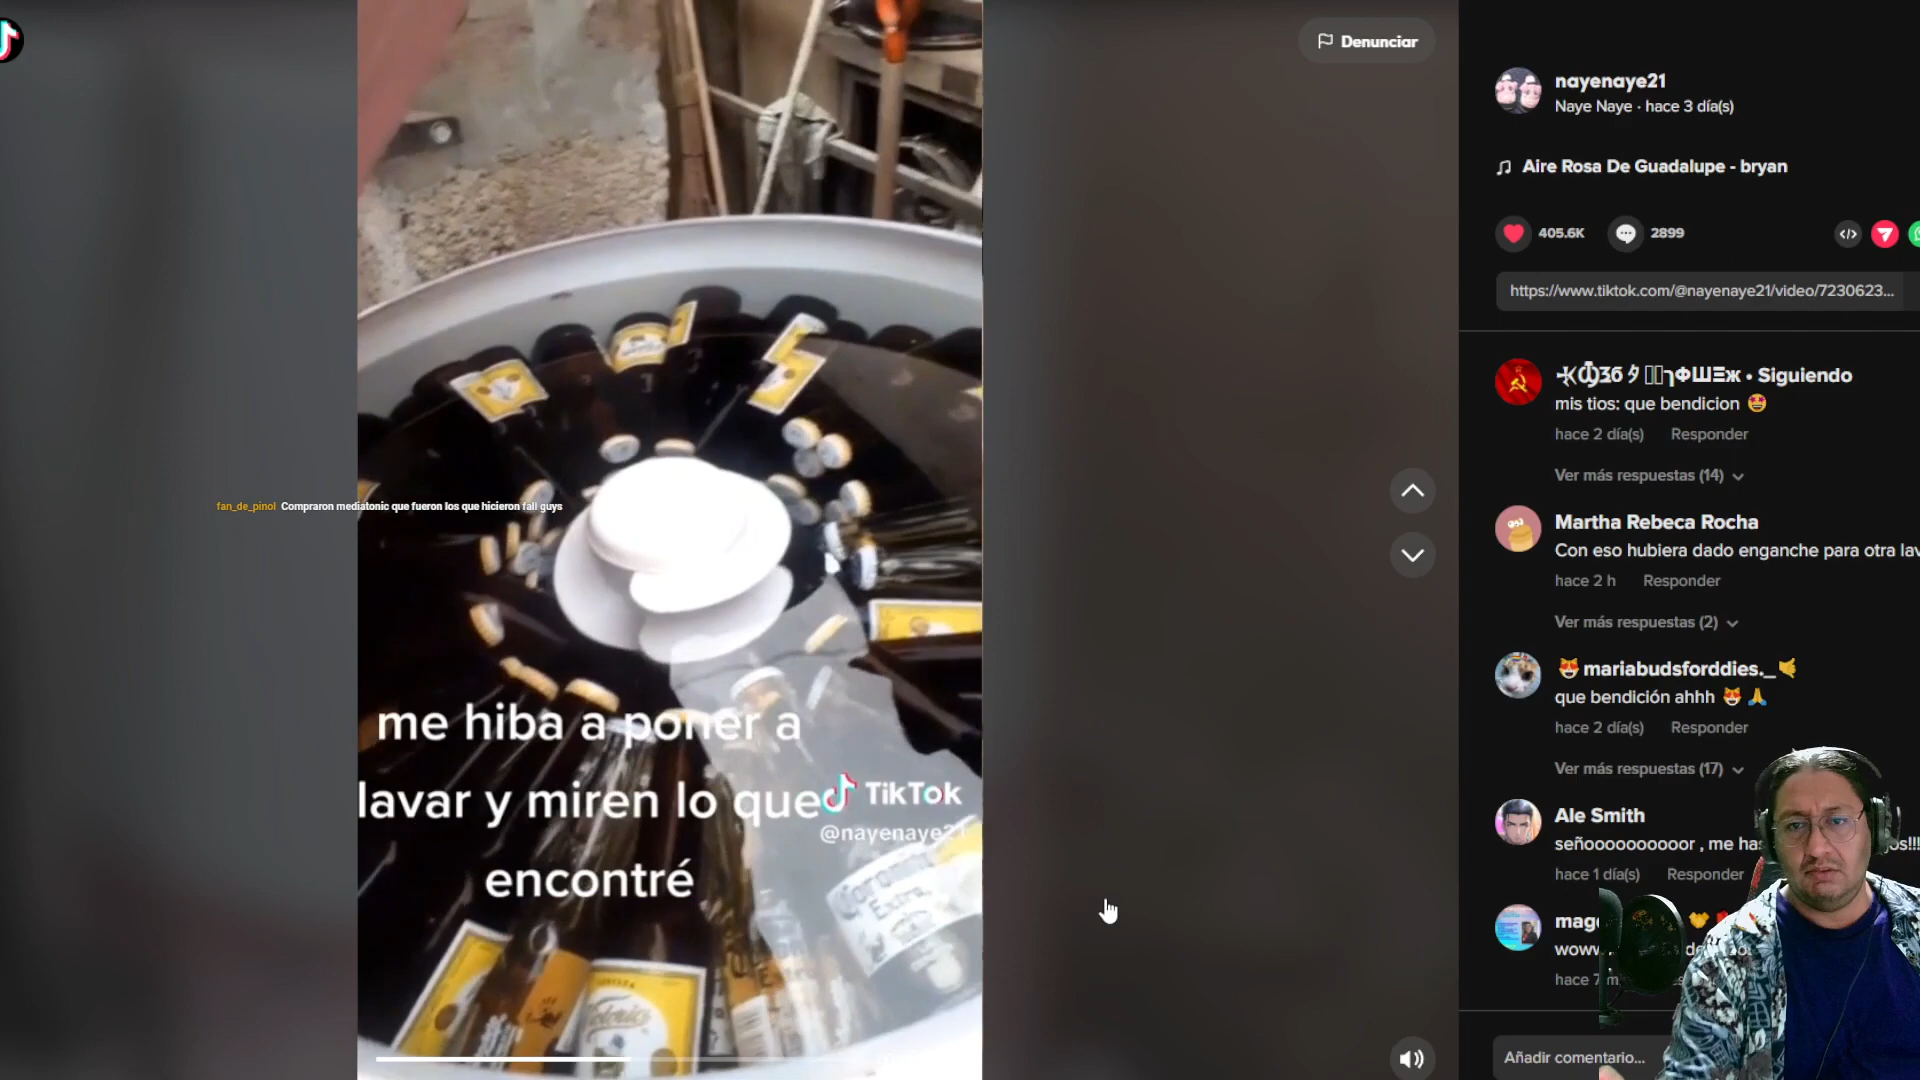 Denunciar
nayenaye21
Naye Naye · hace 3 día(s)
Aire Rosa De Guadalupe - bryan
405.6K
2899
https://www.tiktok.com/@nayenaye21/video/7230623...
• Siguiendo
mis tios: que bendicion 🤩
hace 2 día(s) Responder
Ver más respuestas (14)
Martha Rebeca Rocha
Con eso hubiera dado enganche para otra lav
hace 2 h Responder
Ver más respuestas (2)
😻 mariabudsforddies._🤙
que bendición ahhh 😻 🙏
hace 2 día(s) Responder
Ver más respuestas (17)
Ale Smith
señoooooooooor , me has
hace 1 día(s) Responder
Añadir comentario...
fan_de_pinol Compraron mediatonic que fueron los que hicieron fall guys
me hiba a poner a
lavar y miren lo que
encontré
TikTok
@nayenaye2
Coronita
Extra
Victoria